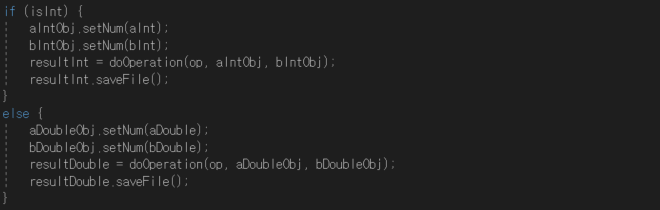 if (isInt) {
    aIntObj.setNum(aInt);
    bIntObj.setNum(bInt);
    resultInt = doOperation(op, aIntObj, bIntObj);
    resultInt.saveFile();
}
else {
    aDoubleObj.setNum(aDouble);
    bDoubleObj.setNum(bDouble);
    resultDouble = doOperation(op, aDoubleObj, bDoubleObj);
    resultDouble.saveFile();
}